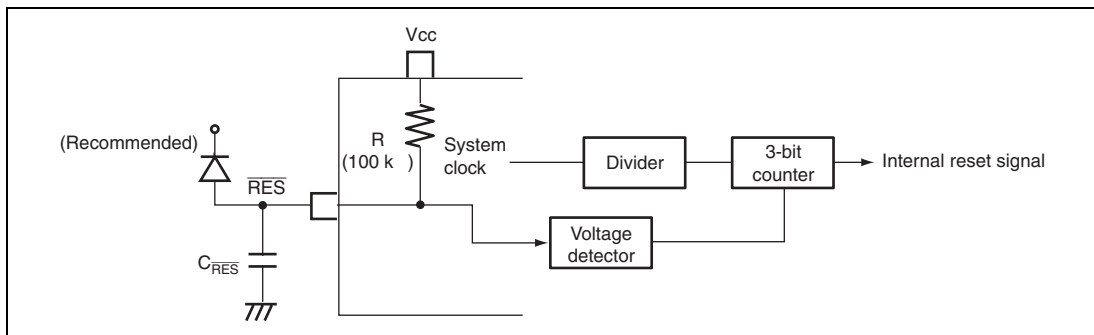 Vcc
(Recommended)
R
(100 k )
System
clock
Divider
3-bit
counter
Internal reset signal
RES
Voltage
detector
CRES